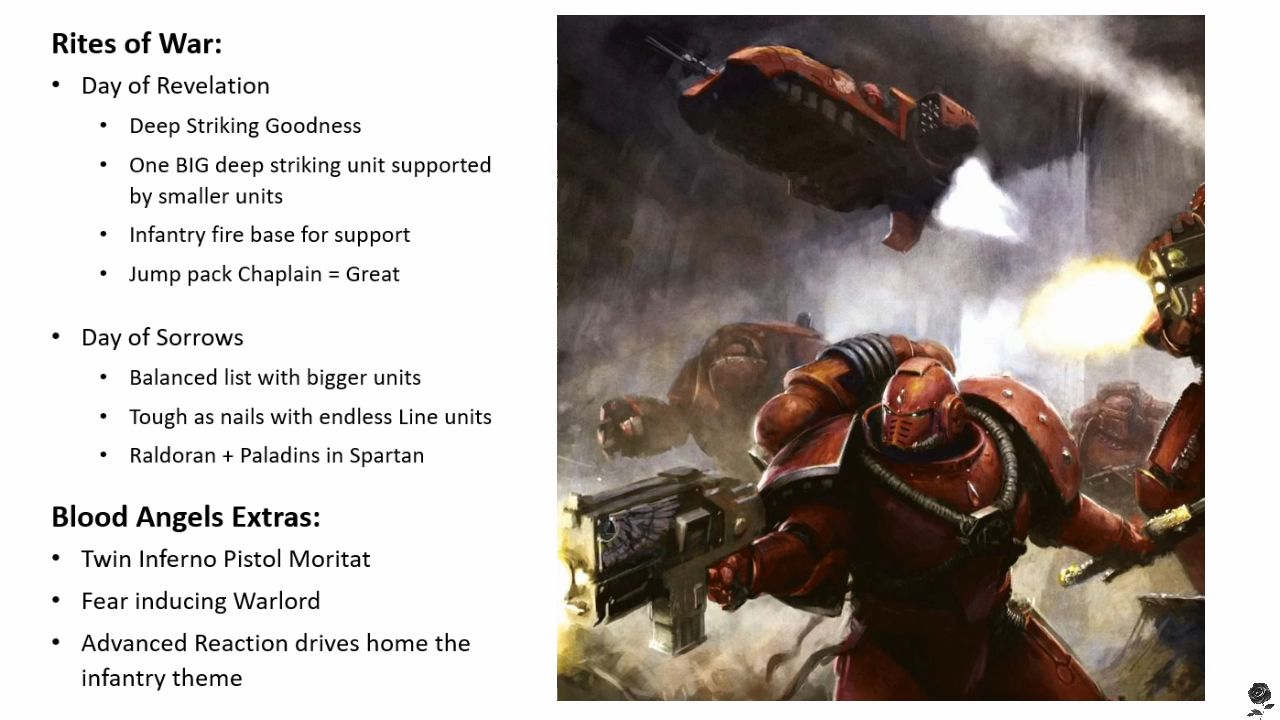 Rites of War:
• Day of Revelation
• Deep Striking Goodness
• One BIG deep striking unit supported
by smaller units
• Infantry fire base for support
• Jump pack Chaplain = Great
• Day of Sorrows
• Balanced list with bigger units
• Tough as nails with endless Line units
• Raldoran + Paladins in Spartan
Blood Angels Extras:
• Twin Inferno Pistol Moritat
• Fear inducing Warlord
• Advanced Reaction drives home the
infantry theme